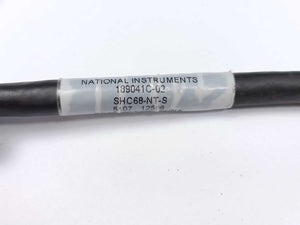 NATIONAL INSTRUMENTS
189041C-02
SHC68-NT-S